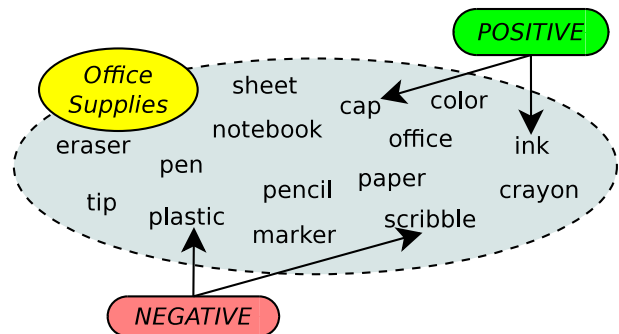 POSITIVE
Office
Supplies
sheet
cap
color
notebook
office
eraser
ink
pen
paper
pencil
crayon
tip
plastic
scribble
marker
NEGATIVE